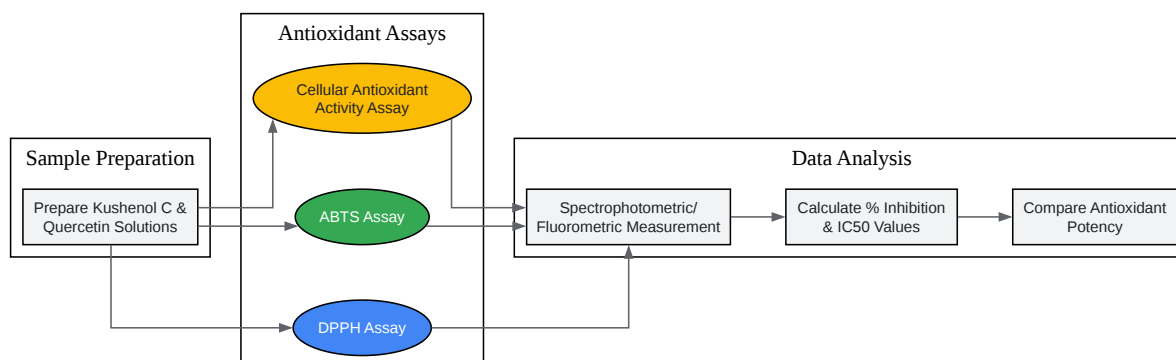 Sample Preparation
Prepare Kushenol C &
Quercetin Solutions
Antioxidant Assays
Cellular Antioxidant
Activity Assay
ABTS Assay
DPPH Assay
Data Analysis
Spectrophotometric/
Fluorometric Measurement
Calculate % Inhibition
& IC50 Values
Compare Antioxidant
Potency